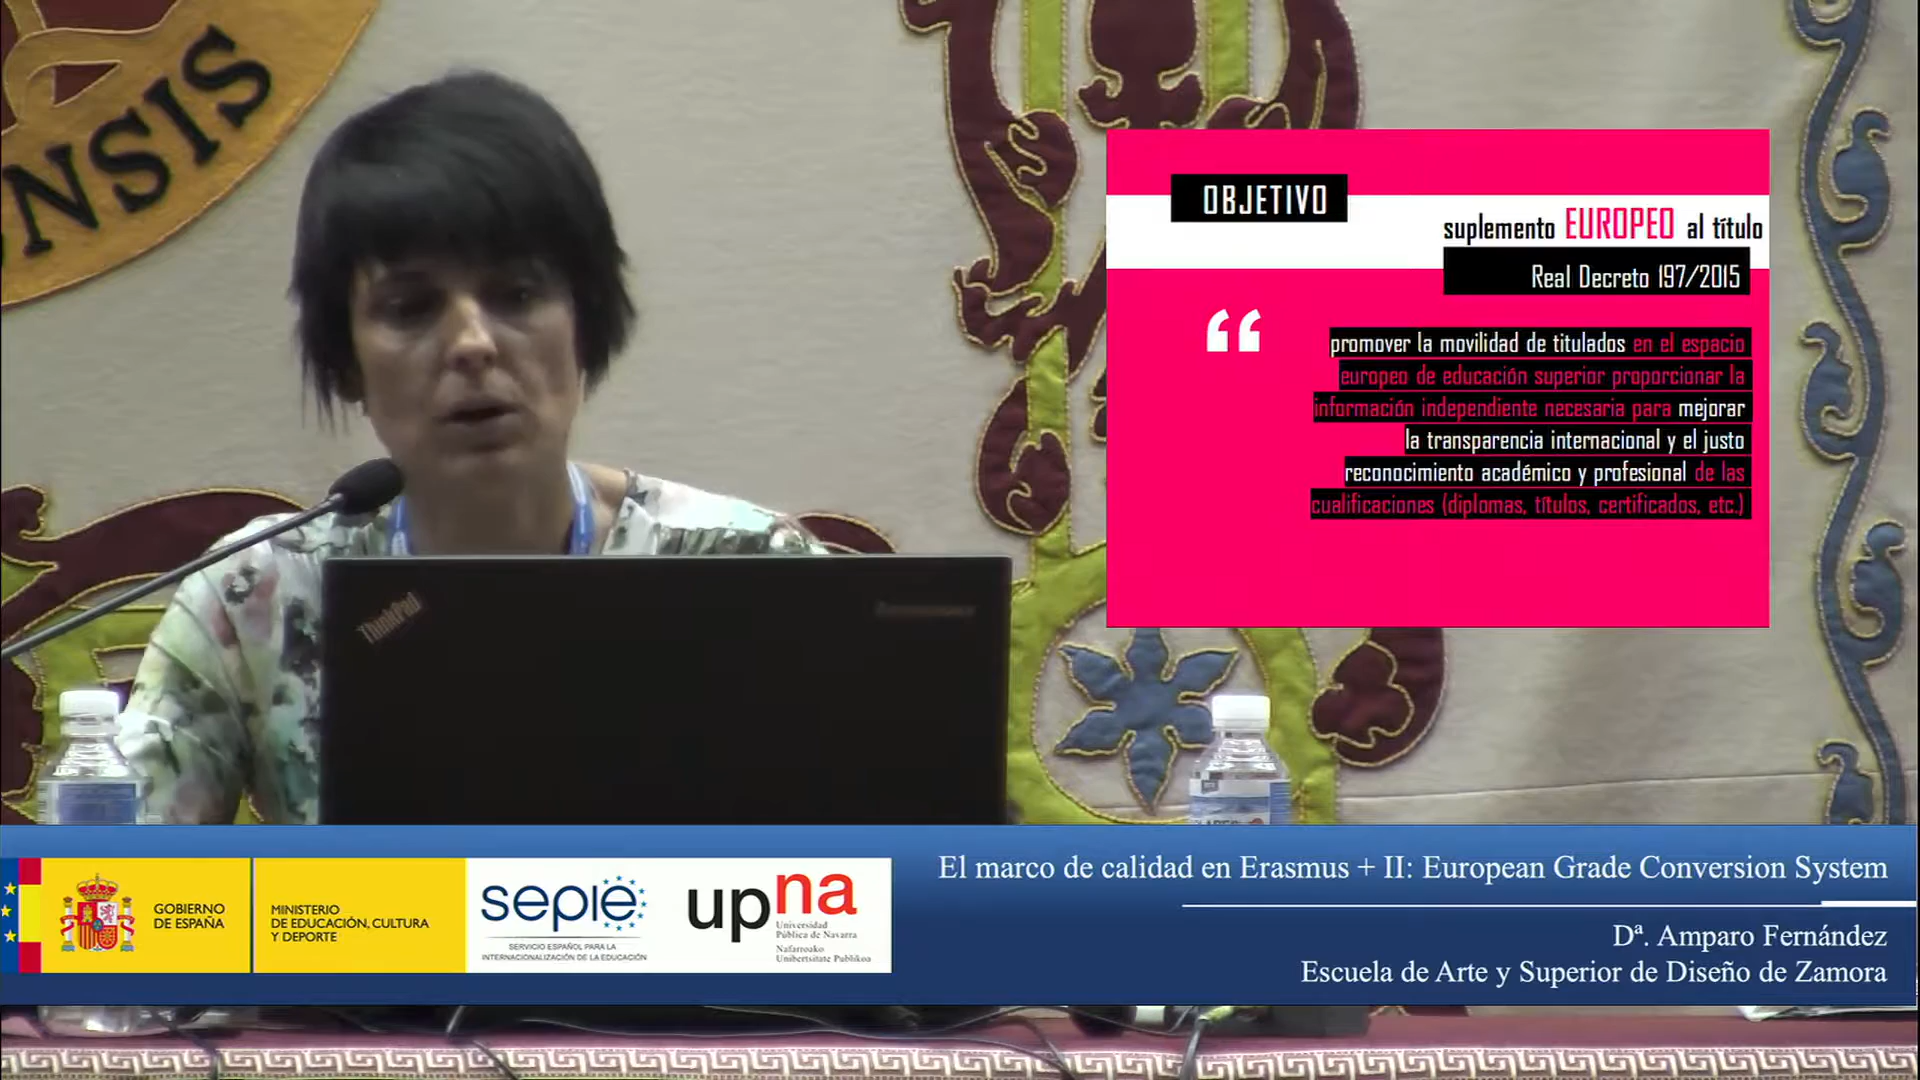 NSIS
OBJETIVO
suplemento EUROPEO al título
Real Decreto 197/2015
“
promover la movilidad de titulados en el espacio
europeo de educación superior proporcionar la
información independiente necesaria para mejorar
la transparencia internacional y el justo
reconocimiento académico y profesional de las
cualificaciones (diplomas, títulos, certificados, etc.)
ThinkPad
GOBIERNO
DE ESPAÑA
MINISTERIO
DE EDUCACIÓN, CULTURA
Y DEPORTE
sepie
SERVICIO ESPAÑOL PARA LA
INTERNACIONALIZACIÓN DE LA EDUCACIÓN
upna
Universidad
Pública de Navarra
Nafarroako
Unibertsitate Publikoa
El marco de calidad en Erasmus + II: European Grade Conversion System
Dª. Amparo Fernández
Escuela de Arte y Superior de Diseño de Zamora